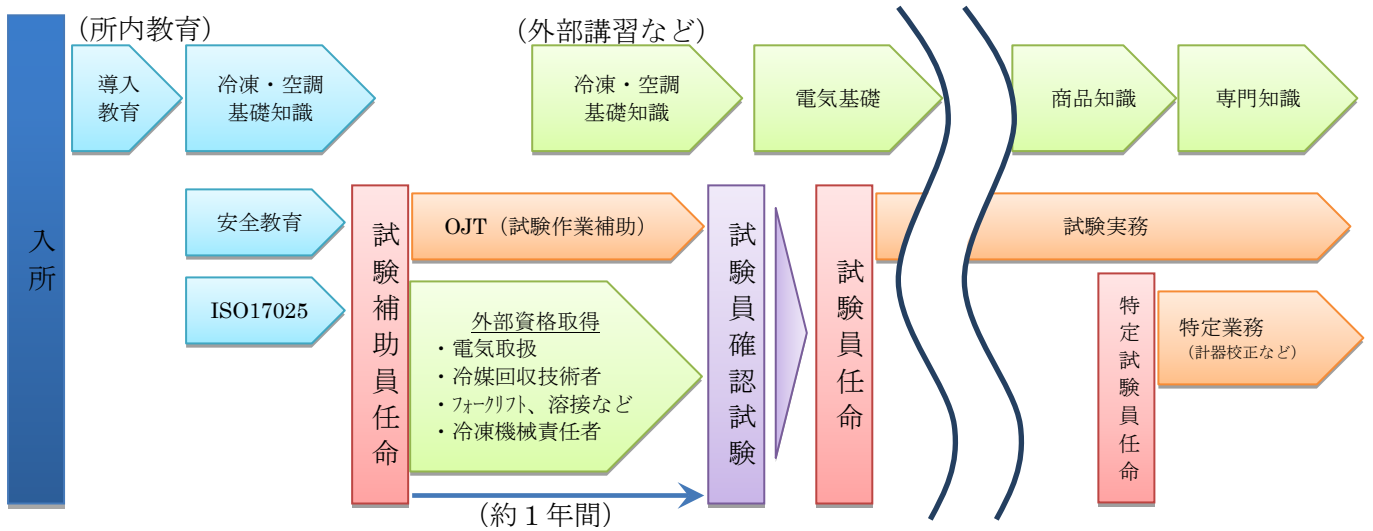 入所
(所内教育)
導入
教育
冷凍・空調
基礎知識
安全教育
ISO17025
試験補助員任命
(外部講習など)
冷凍・空調
基礎知識
電気基礎
商品知識
専門知識
OJT（試験作業補助）
外部資格取得
・電気取扱
・冷媒回収技術者
・ﾌｫｰｸﾘﾌﾄ、溶接など
・冷凍機械責任者
(約１年間)
試験員確認試験
試験員任命
試験実務
特定試験員任命
特定業務
（計器校正など）